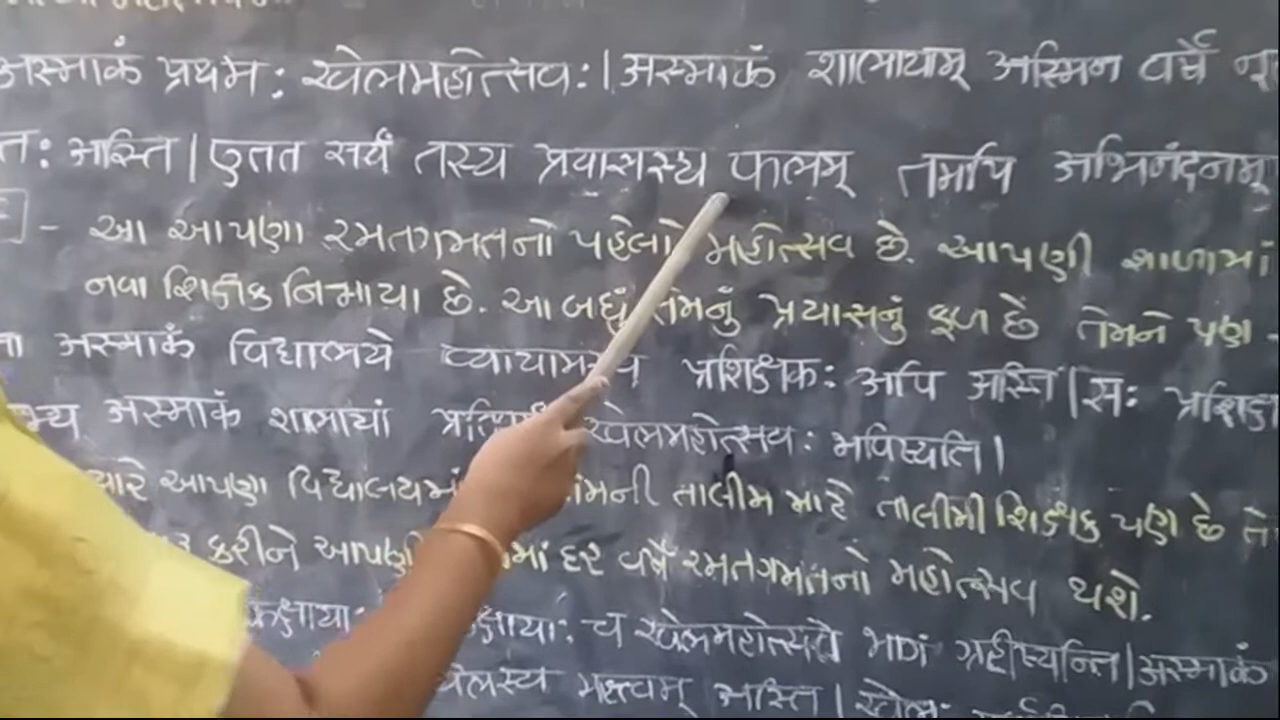 अस्माकं प्रथम: खेलमहोत्सव: | अस्माकं शालायाम् अस्मिन वर्षे
त: अस्ति | एतत सर्वं तस्य प्रयासस्य फलम् तमपि अभिनंदनम्
- આ આપણા રમતગમતનો પહેલો મહોત્સવ છે. આપણી શાળામાં
નવા શિક્ષક નિમાયા છે. આ બધું તેમનું પ્રયાસનું ફળ છે તેમને પણ
अस्माकं विद्यालये व्यायामस्य प्रशिक्षक: अपि अस्ति | स:
अस्माकं शालायां खेलमहोत्सव: भविष्यति |
આપણા વિદ્યાલયમાં તાલીમ માટે તાલીમી શિક્ષક પણ છે તે
કરીને આપણી દર વર્ષે રમતગમતનો મહોત્સવ થશે.
च खेलमहोत्सवे भागं ग्रहीस्यन्ति | अस्माकं
महत्वम् अस्ति | खेल: